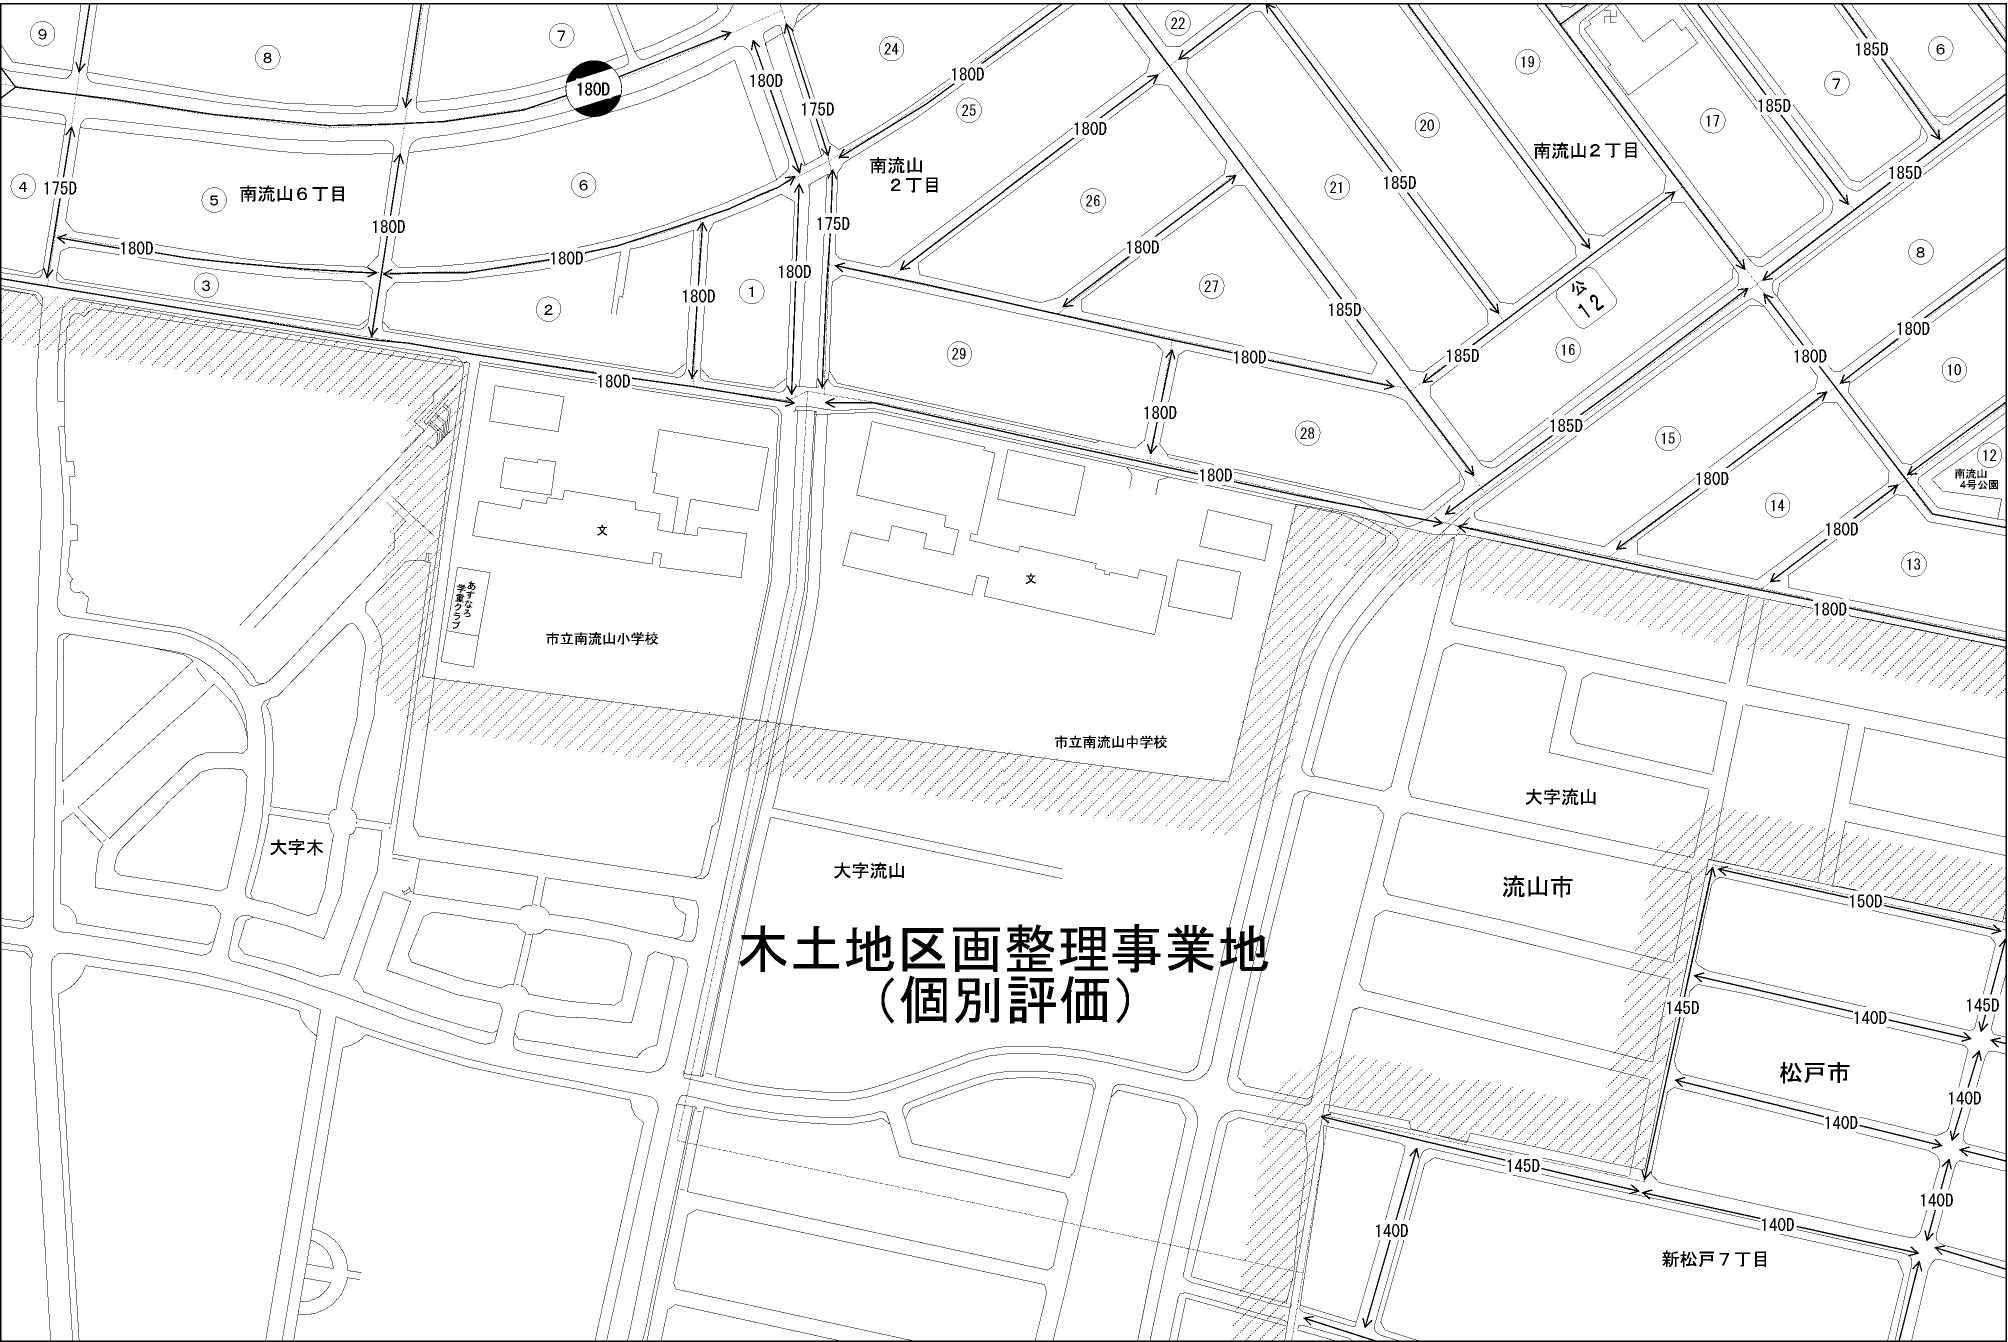 ⑨
⑧
⑦
180D
180D
175D
㉔
180D
㉕
㉒
⑲
185D
⑦
⑥
185D
⑰
⑳
180D
南流山２丁目
185D
④
175D
⑤
南流山６丁目
⑥
180D
南流山
２丁目
175D
㉖
㉑
185D
180D
180D
180D
180D
180D
③
②
180D
①
㉗
公
12
⑧
185D
⑯
185D
180D
180D
⑩
㉙
180D
180D
180D
㉘
185D
⑮
⑫
南流山
4号公園
180D
180D
⑭
180D
⑬
180D
文
文
あすなろ
学童クラブ
市立南流山小学校
市立南流山中学校
大字流山
大字木
大字流山
流山市
150D
木土地区画整理事業地
（個別評価）
145D
140D
145D
松戸市
140D
140D
145D
140D
140D
140D
新松戸７丁目